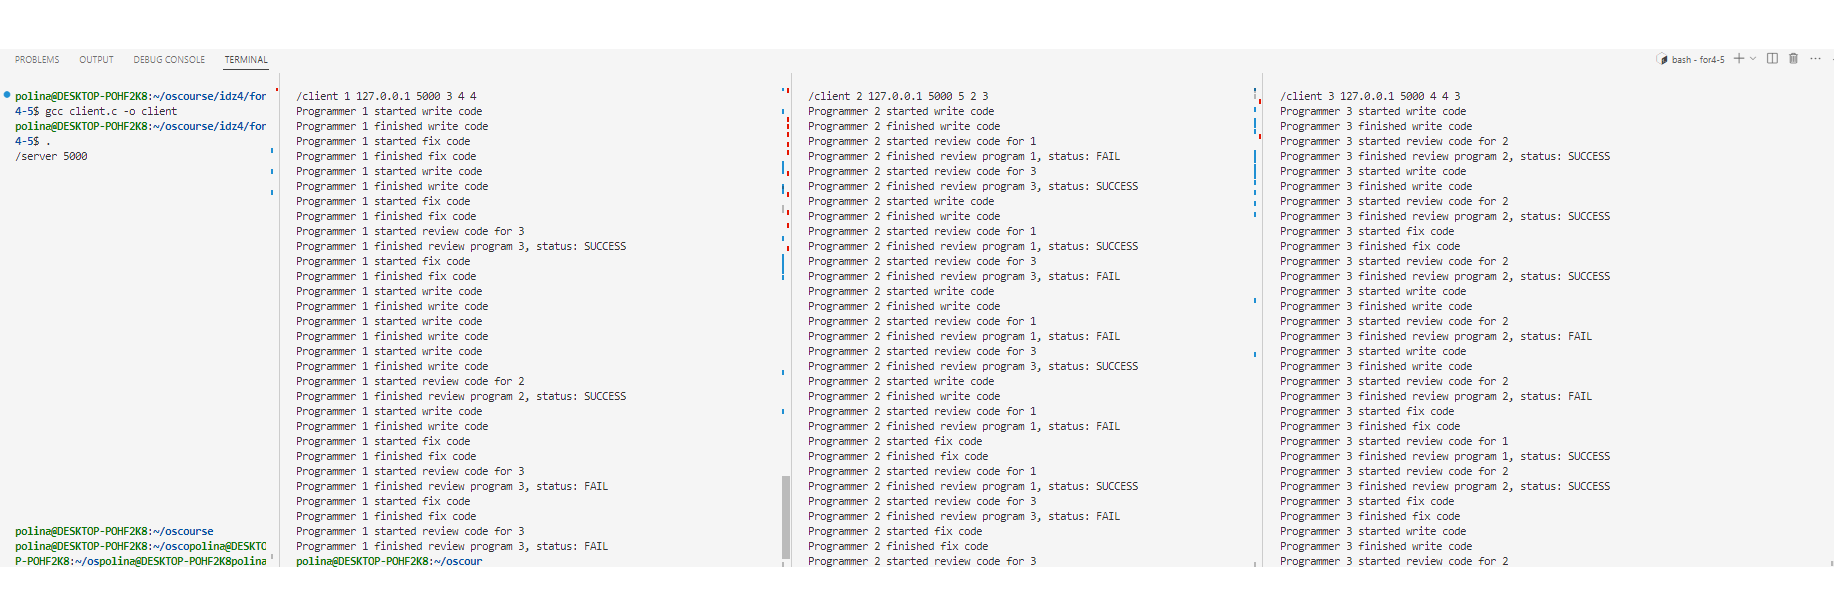 PROBLEMS OUTPUT DEBUG CONSOLE TERMINAL
bash - for4-5
polina@DESKTOP-POHF2K8:~/oscourse/idz4/for
4-5$ gcc client.c -o client
polina@DESKTOP-POHF2K8:~/oscourse/idz4/for
4-5$ .
/server 5000
polina@DESKTOP-POHF2K8:~/oscourse
polina@DESKTOP-POHF2K8:~/oscopolina@DESKTO
P-POHF2K8:~/ospolina@DESKTOP-POHF2K8polina
/client 1 127.0.0.1 5000 3 4 4
Programmer 1 started write code
Programmer 1 finished write code
Programmer 1 started fix code
Programmer 1 finished fix code
Programmer 1 started write code
Programmer 1 finished write code
Programmer 1 started fix code
Programmer 1 finished fix code
Programmer 1 started review code for 3
Programmer 1 finished review program 3, status: SUCCESS
Programmer 1 started fix code
Programmer 1 finished fix code
Programmer 1 started write code
Programmer 1 finished write code
Programmer 1 started write code
Programmer 1 finished write code
Programmer 1 started write code
Programmer 1 finished write code
Programmer 1 started review code for 2
Programmer 1 finished review program 2, status: SUCCESS
Programmer 1 started write code
Programmer 1 finished write code
Programmer 1 started fix code
Programmer 1 finished fix code
Programmer 1 started review code for 3
Programmer 1 finished review program 3, status: FAIL
Programmer 1 started fix code
Programmer 1 finished fix code
Programmer 1 started review code for 3
Programmer 1 finished review program 3, status: FAIL
polina@DESKTOP-POHF2K8:~/oscour
/client 2 127.0.0.1 5000 5 2 3
Programmer 2 started write code
Programmer 2 finished write code
Programmer 2 started review code for 1
Programmer 2 finished review program 1, status: FAIL
Programmer 2 started review code for 3
Programmer 2 finished review program 3, status: SUCCESS
Programmer 2 started write code
Programmer 2 finished write code
Programmer 2 started review code for 1
Programmer 2 finished review program 1, status: SUCCESS
Programmer 2 started review code for 3
Programmer 2 finished review program 3, status: FAIL
Programmer 2 started write code
Programmer 2 finished write code
Programmer 2 started review code for 1
Programmer 2 finished review program 1, status: FAIL
Programmer 2 started review code for 3
Programmer 2 finished review program 3, status: SUCCESS
Programmer 2 started write code
Programmer 2 finished write code
Programmer 2 started review code for 1
Programmer 2 finished review program 1, status: FAIL
Programmer 2 started fix code
Programmer 2 finished fix code
Programmer 2 started review code for 1
Programmer 2 finished review program 1, status: SUCCESS
Programmer 2 started review code for 3
Programmer 2 finished review program 3, status: FAIL
Programmer 2 started fix code
Programmer 2 finished fix code
Programmer 2 started review code for 3
/client 3 127.0.0.1 5000 4 4 3
Programmer 3 started write code
Programmer 3 finished write code
Programmer 3 started review code for 2
Programmer 3 finished review program 2, status: SUCCESS
Programmer 3 started write code
Programmer 3 finished write code
Programmer 3 started review code for 2
Programmer 3 finished review program 2, status: SUCCESS
Programmer 3 started fix code
Programmer 3 finished fix code
Programmer 3 started review code for 2
Programmer 3 finished review program 2, status: SUCCESS
Programmer 3 started write code
Programmer 3 finished write code
Programmer 3 started review code for 2
Programmer 3 finished review program 2, status: FAIL
Programmer 3 started write code
Programmer 3 finished write code
Programmer 3 started review code for 2
Programmer 3 finished review program 2, status: FAIL
Programmer 3 started fix code
Programmer 3 finished fix code
Programmer 3 started review code for 1
Programmer 3 finished review program 1, status: SUCCESS
Programmer 3 started review code for 2
Programmer 3 finished review program 2, status: SUCCESS
Programmer 3 started fix code
Programmer 3 finished fix code
Programmer 3 started write code
Programmer 3 finished write code
Programmer 3 started review code for 2